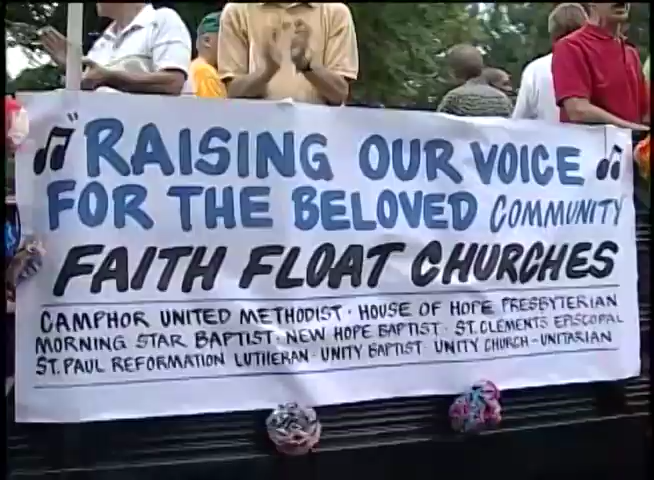 "RAISING OUR VOICE
FOR THE BELOVED COMMUNITY
FAITH FLOAT CHURCHES
CAMPHOR UNITED METHODIST · HOUSE OF HOPE PRESBYTERIAN
MORNING STAR BAPTIST · NEW HOPE BAPTIST · ST. CLEMENTS EPISCOPAL
ST. PAUL REFORMATION LUTHERAN · UNITY BAPTIST · UNITY CHURCH - UNITARIAN